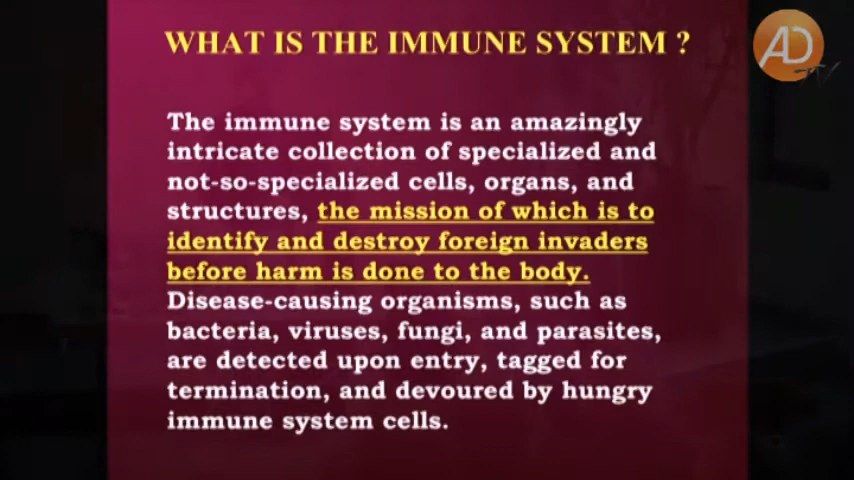 WHAT IS THE IMMUNE SYSTEM ?
AD
TV
The immune system is an amazingly
intricate collection of specialized and
not-so-specialized cells, organs, and
structures, the mission of which is to
identify and destroy foreign invaders
before harm is done to the body.
Disease-causing organisms, such as
bacteria, viruses, fungi, and parasites,
are detected upon entry, tagged for
termination, and devoured by hungry
immune system cells.